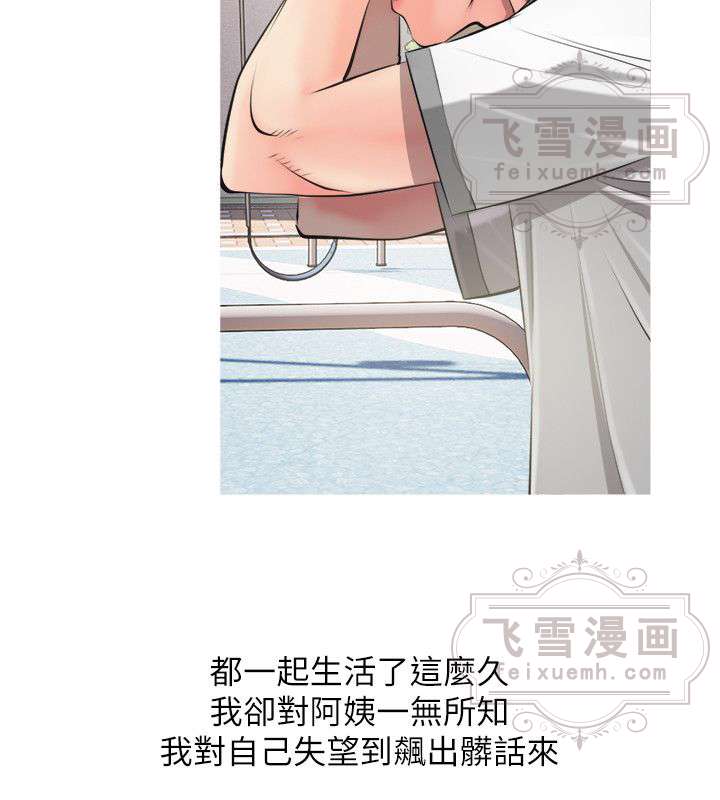 飞雪漫画
feixuemh.com
飞雪漫画
feixuemh.com
都一起生活了這麼久
我卻對阿姨一無所知
我對自己失望到飆出髒話來